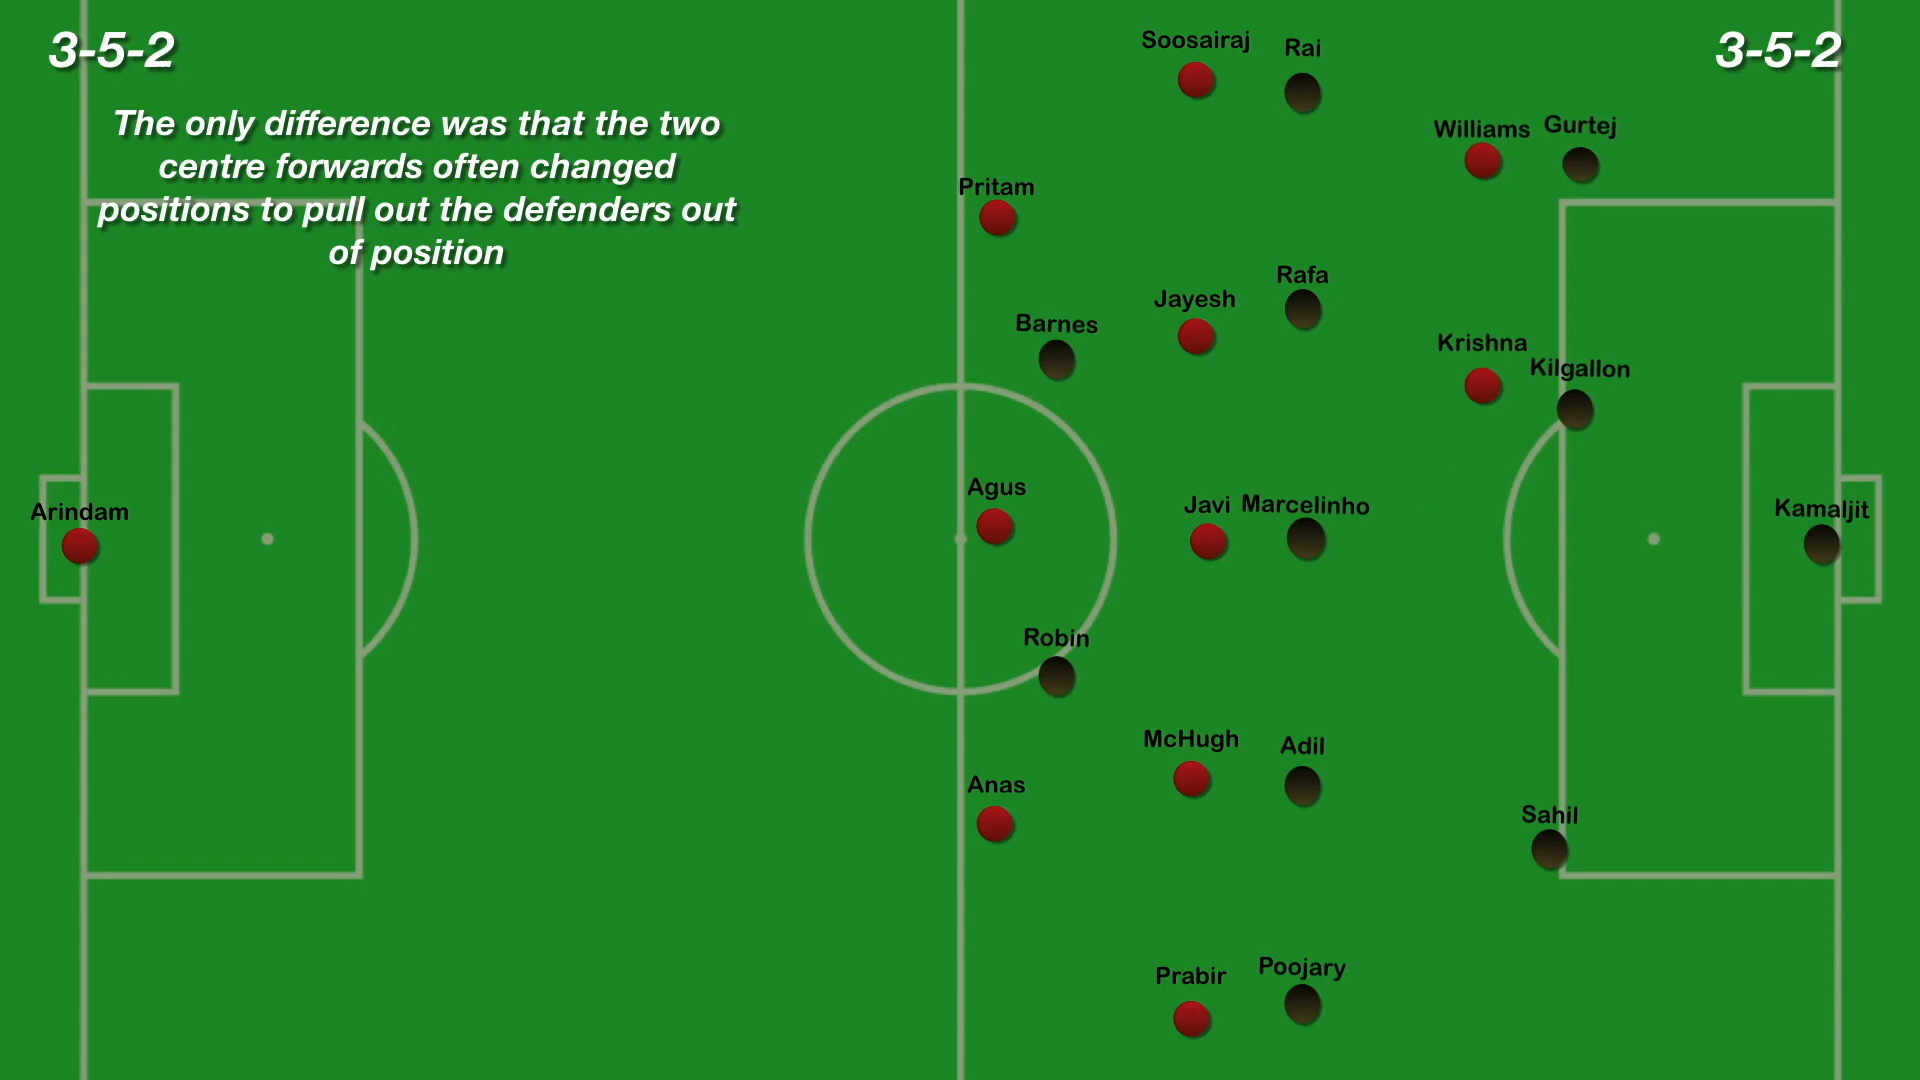 3-5-2
3-5-2
The only difference was that the two
centre forwards often changed
positions to pull out the defenders out
of position
Soosairaj
Rai
Williams
Gurtej
Pritam
Rafa
Jayesh
Barnes
Krishna
Kilgallon
Agus
Javi
Marcelinho
Arindam
Kamaljit
Robin
McHugh
Adil
Anas
Sahil
Prabir
Poojary